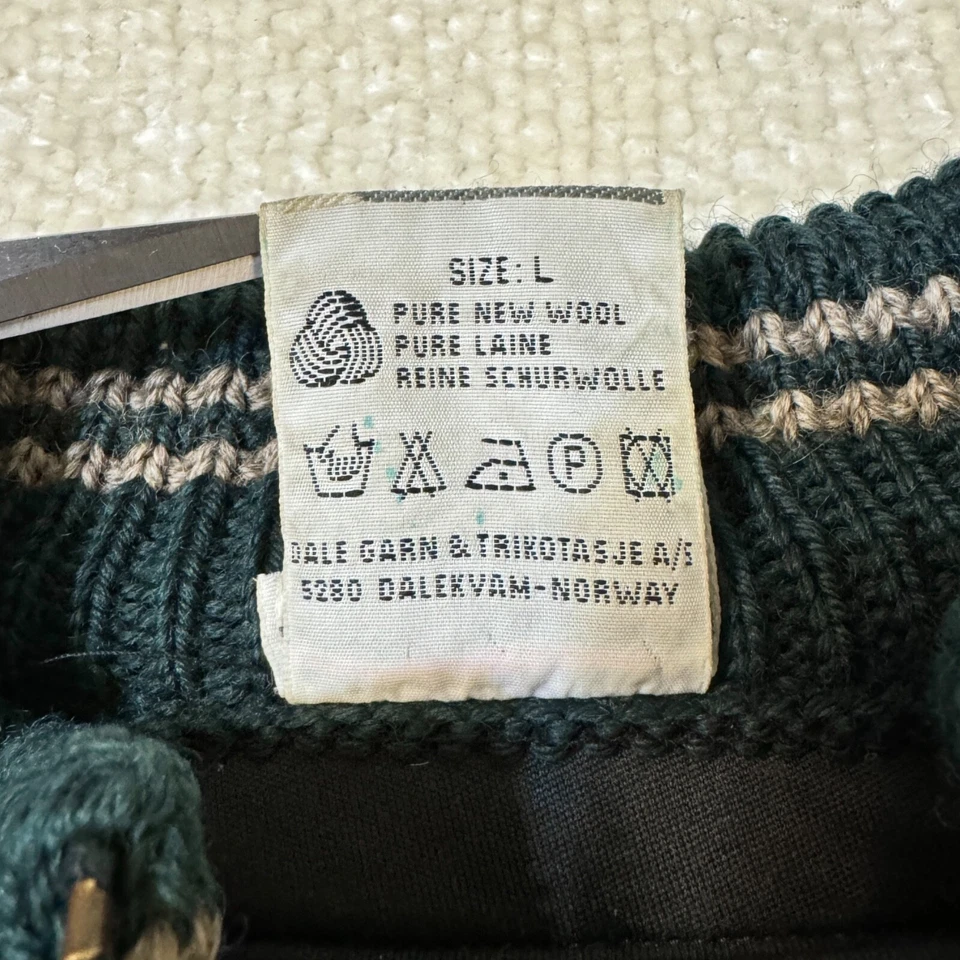 SIZE: L
PURE NEW WOOL
PURE LAINE
REINE SCHURWOLLE
P
DALE GARN & TRIKOTASJE A/S
5280 DALEKVAM-NORWAY